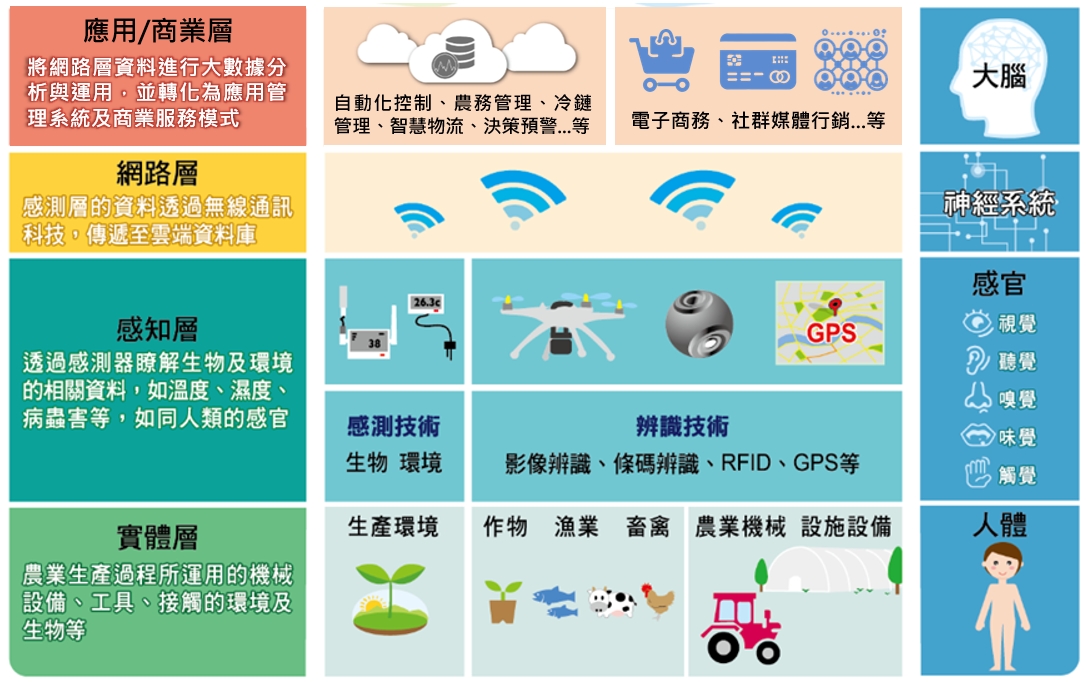 應用/商業層
將網路層資料進行大數據分
析與運用，並轉化為應用管
理系統及商業服務模式
自動化控制、農務管理、冷鏈
管理、智慧物流、決策預警...等
電子商務、社群媒體行銷...等
大腦
網路層
感測層的資料透過無線通訊
科技，傳遞至雲端資料庫
神經系統
感知層
透過感測器瞭解生物及環境
的相關資料，如溫度、濕度、
病蟲害等，如同人類的感官
38
26.3c
GPS
感測技術
生物 環境
辨識技術
影像辨識、條碼辨識、RFID、GPS等
感官
視覺
聽覺
嗅覺
味覺
觸覺
實體層
農業生產過程所運用的機械
設備、工具、接觸的環境及
生物等
生產環境
作物 漁業 畜禽
農業機械 設施設備
人體